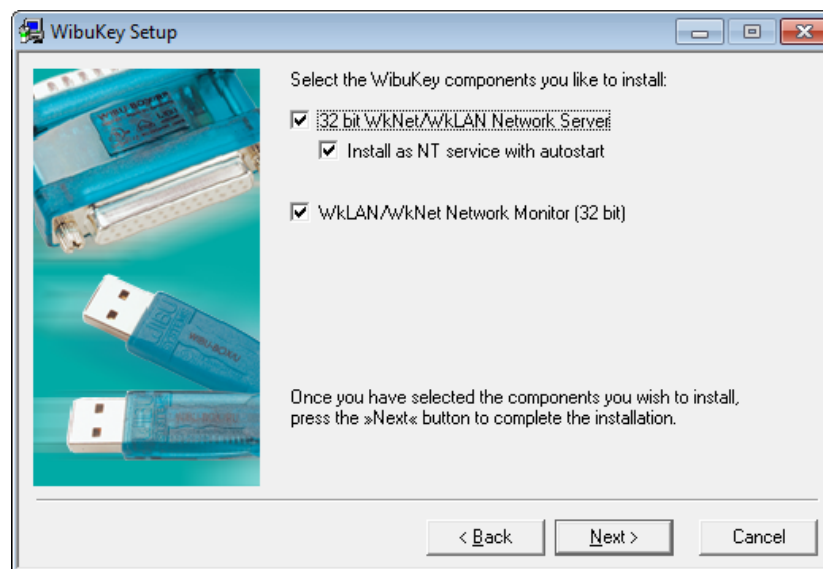 WibuKey Setup
Select the WibuKey components you like to install:
32 bit WkNet/WkLAN Network Server
Install as NT service with autostart
WkLAN/WkNet Network Monitor (32 bit)
Once you have selected the components you wish to install,
press the »Next« button to complete the installation.
WIBU-BOX/U
< Back
Next >
Cancel